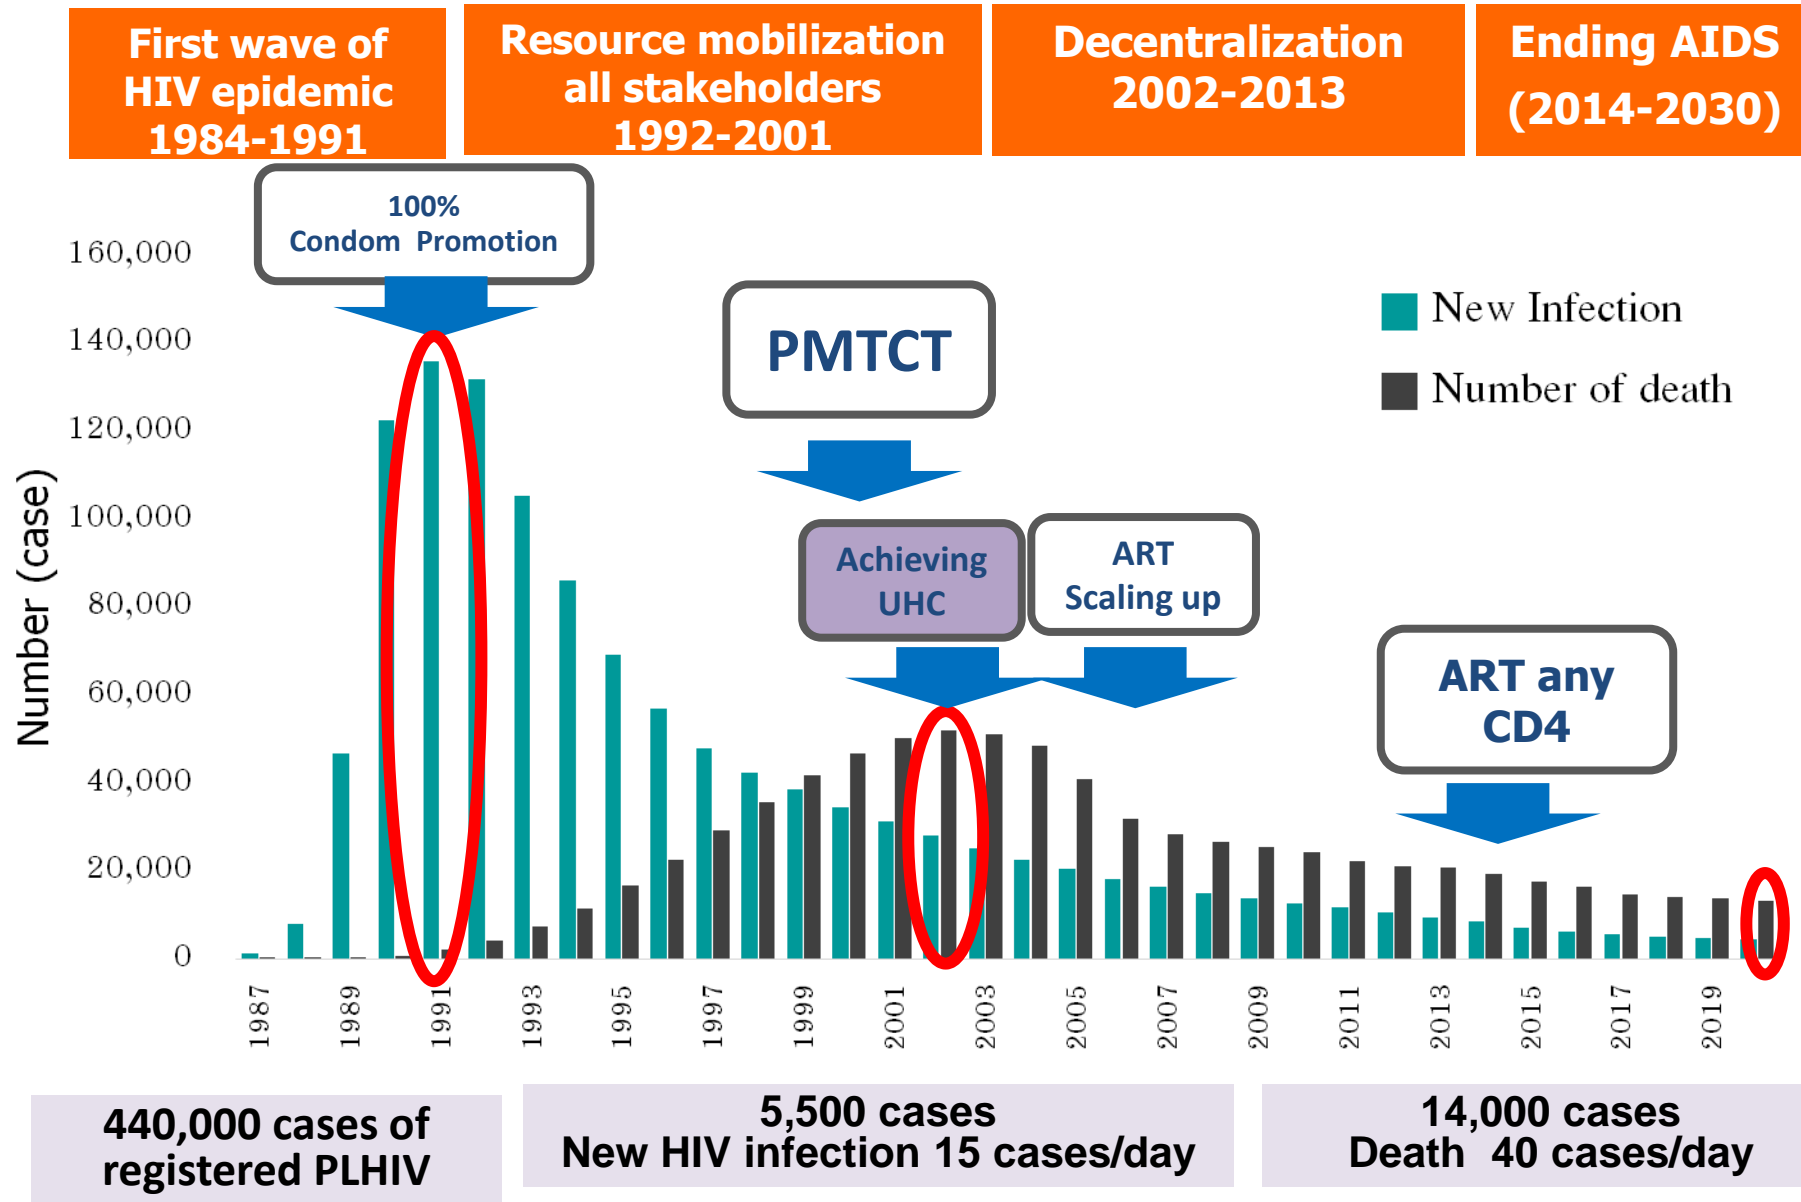 First wave of
HIV epidemic
1984-1991
Resource mobilization
all stakeholders
1992-2001
Decentralization
2002-2013
Ending AIDS
(2014-2030)
100%
Condom Promotion
PMTCT
Achieving
UHC
ART
Scaling up
ART any
CD4
New Infection
Number of death
Number (case)
160,000
140,000
120,000
100,000
80,000
60,000
40,000
20,000
0
1987
1989
1991
1993
1995
1997
1999
2001
2003
2005
2007
2009
2011
2013
2015
2017
2019
440,000 cases of
registered PLHIV
5,500 cases
New HIV infection 15 cases/day
14,000 cases
Death 40 cases/day